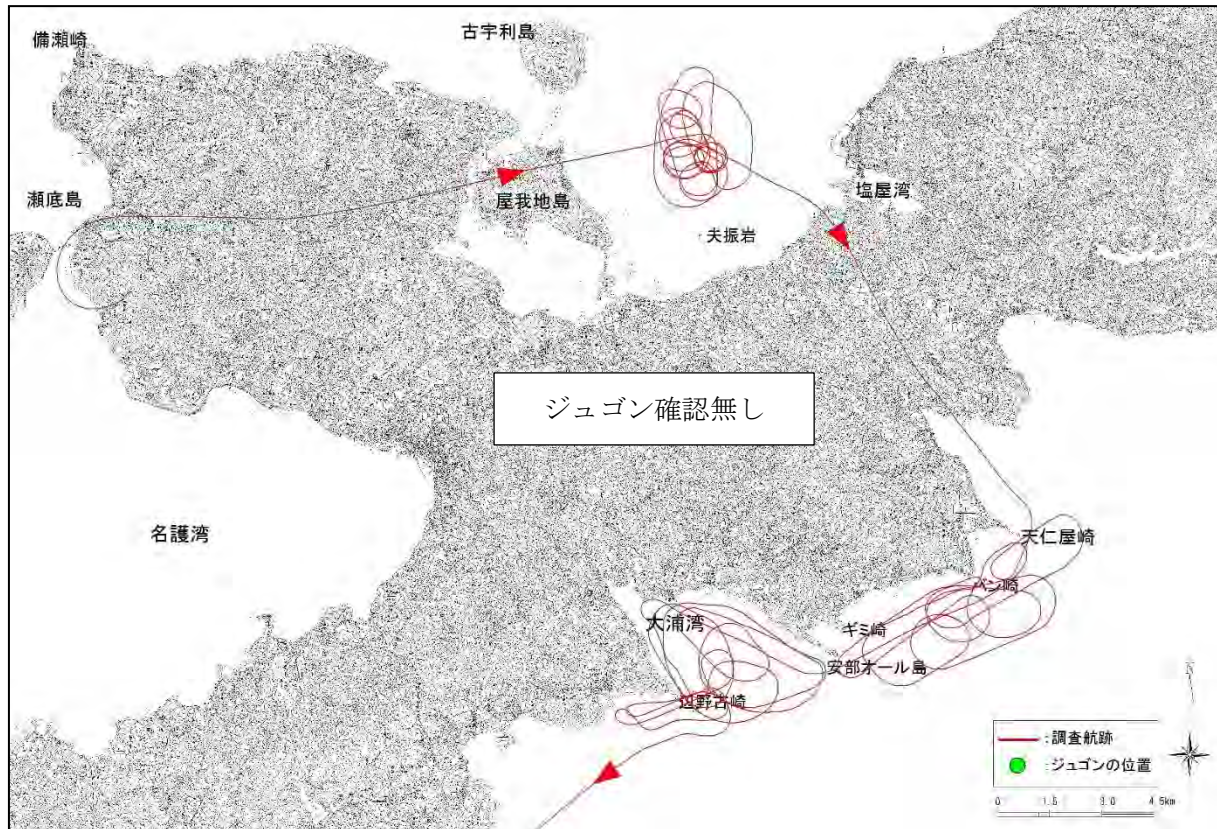 備瀬崎
古宇利島
瀬底島
屋我地島
塩屋湾
夫振岩
ジュゴン確認無し
名護湾
天仁屋崎
バン崎
大浦湾
ギミ崎
安部オール島
辺野古崎
N
:調査航跡
:ジュゴンの位置
0 1.5 3.0 4.5km